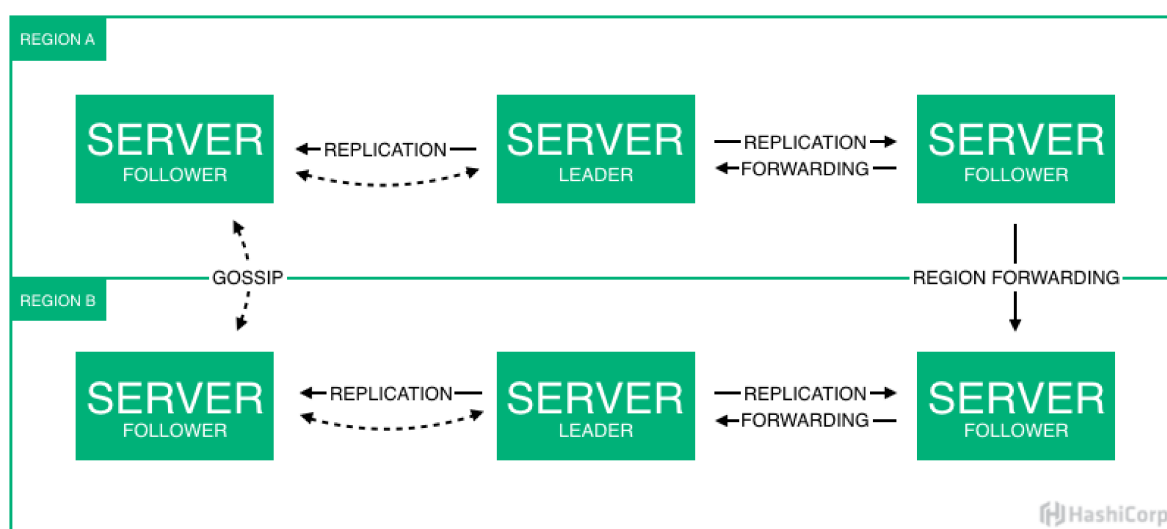 REGION A
SERVER
FOLLOWER
REPLICATION
SERVER
LEADER
REPLICATION
FORWARDING
SERVER
FOLLOWER
GOSSIP
REGION FORWARDING
REGION B
SERVER
FOLLOWER
REPLICATION
SERVER
LEADER
REPLICATION
FORWARDING
SERVER
FOLLOWER
HashiCorp